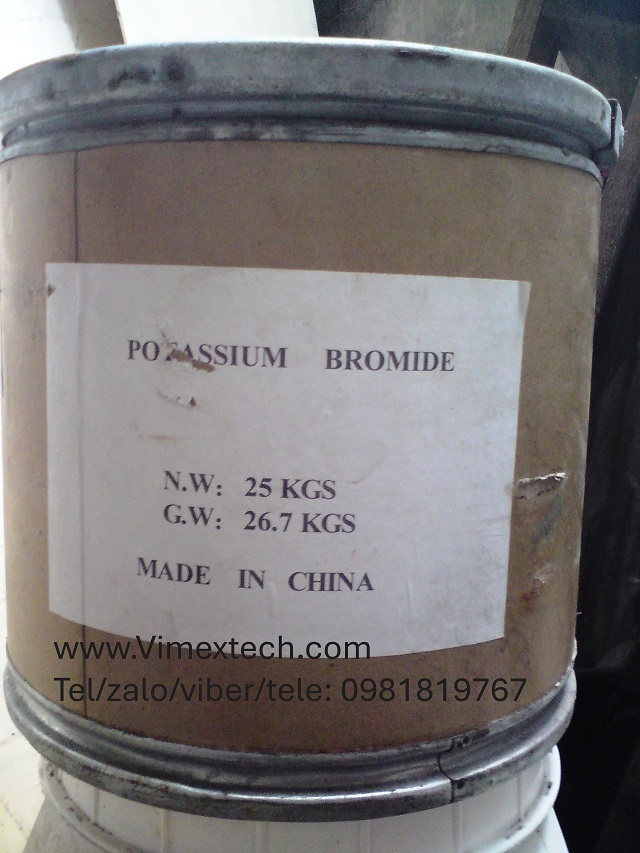 POTASSIUM BROMIDE
N.W: 25 KGS
G.W: 26.7 KGS
MADE IN CHINA
www.Vimextech.com
Tel/zalo/viber/tele: 0981819767